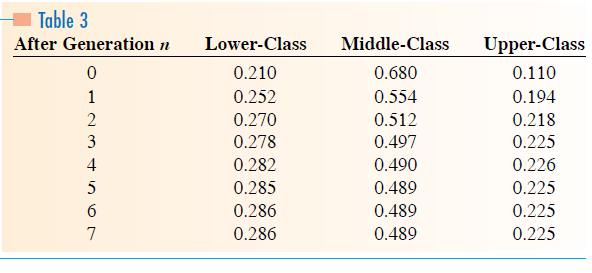 Table 3
After Generation n Lower-Class Middle-Class Upper-Class
0 0.210 0.680 0.110
1 0.252 0.554 0.194
2 0.270 0.512 0.218
3 0.278 0.497 0.225
4 0.282 0.490 0.226
5 0.285 0.489 0.225
6 0.286 0.489 0.225
7 0.286 0.489 0.225